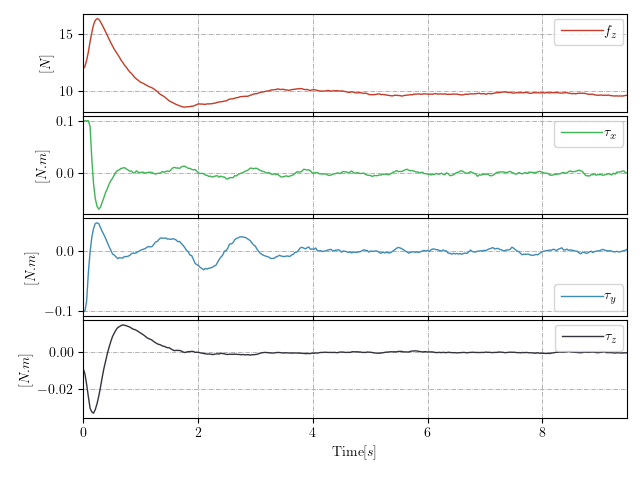 15
10
[N]
f_z
0.1
0.0
[N.m]
τ_x
0.0
−0.1
[N.m]
τ_y
0.00
−0.02
[N.m]
τ_z
0 2 4 6 8
Time[s]